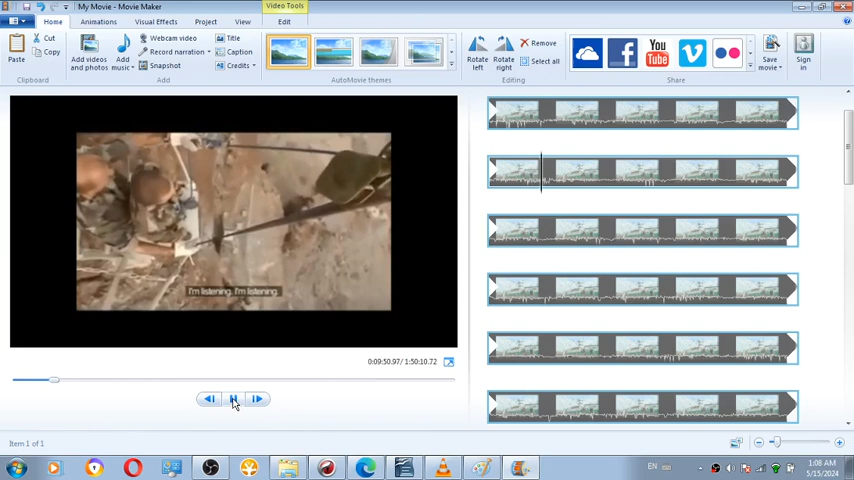 My Movie - Movie Maker
Video Tools
Home
Animations
Visual Effects
Project
View
Edit
Paste
Cut
Copy
Clipboard
Add videos
and photos
Add
music
Webcam video
Record narration
Snapshot
Title
Caption
Credits
Add
AutoMovie themes
Rotate
left
Rotate
right
Remove
Select all
Editing
You
Tube
Share
Save
movie
Sign
in
I'm listening. I'm listening.
0:09:50.97/ 1:50:10.72
Item 1 of 1
EN
1:08 AM
5/15/2024